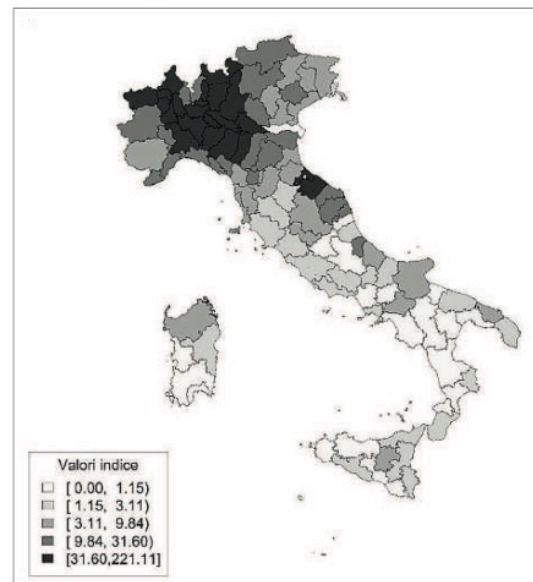 Valori indice
[ 0.00, 1.15)
[ 1.15, 3.11)
[ 3.11, 9.84)
[ 9.84, 31.60)
[31.60,221.11]